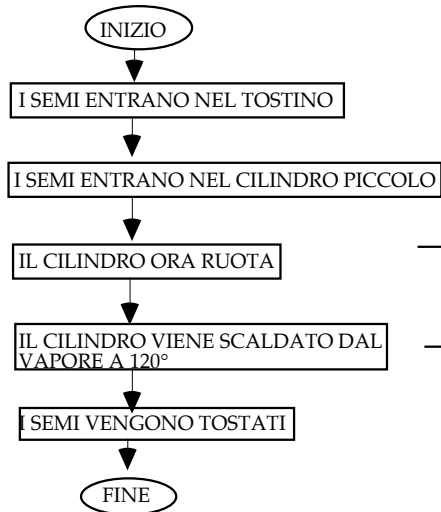 INIZIO
I SEMI ENTRANO NEL TOSTINO
I SEMI ENTRANO NEL CILINDRO PICCOLO
IL CILINDRO ORA RUOTA
IL CILINDRO VIENE SCALDATO DAL
VAPORE A 120°
I SEMI VENGONO TOSTATI
FINE